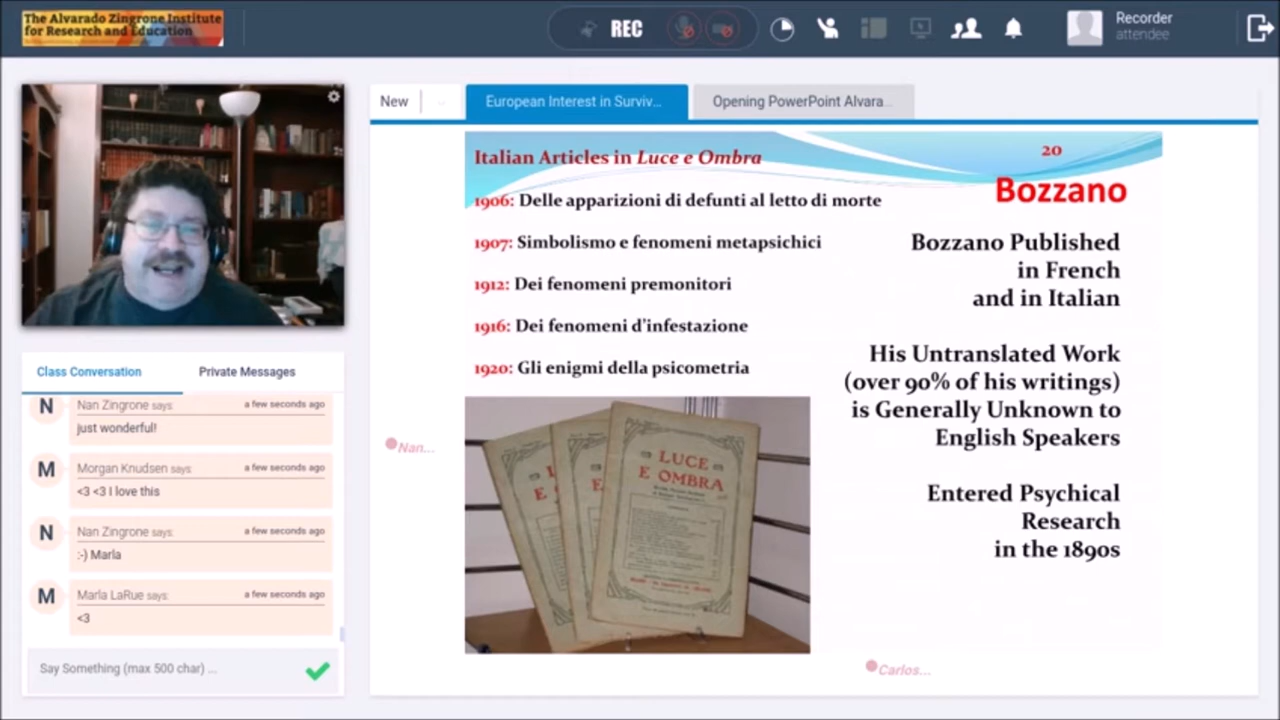 The Alvarado Zingrone Institute
for Research and Education
REC
Recorder
attendee
New
European Interest in Surviv...
Opening PowerPoint Alvara
Italian Articles in Luce e Ombra
1906: Delle apparizioni di defunti al letto di morte
1907: Simbolismo e fenomeni metapsichici
1912: Dei fenomeni premonitori
1916: Dei fenomeni d'infestazione
1920: Gli enigmi della psicometria
20
Bozzano
Bozzano Published
in French
and in Italian
His Untranslated Work
(over 90% of his writings)
is Generally Unknown to
English Speakers
Entered Psychical
Research
in the 1890s
LUCE
E OMBRA
Nan...
Carlos...
Class Conversation
Private Messages
N
Nan Zingrone says:
a few seconds ago
just wonderful!
M
Morgan Knudsen says:
a few seconds ago
<3 <3 I love this
N
Nan Zingrone says:
a few seconds ago
:-) Marla
M
Marla LaRue says:
a few seconds ago
<3
Say Something (max 500 char) ...